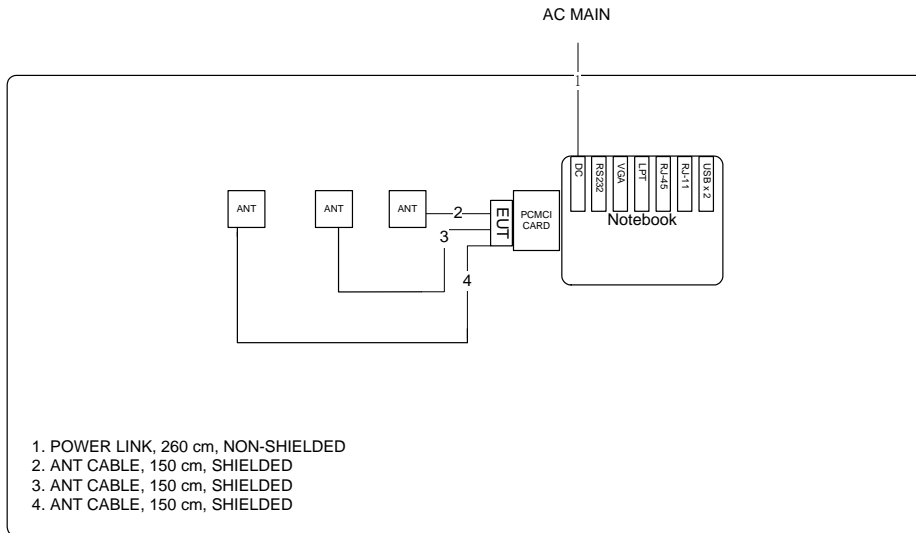 AC MAIN
1
DC
RS232
VGA
LPT
RJ-45
RJ-11
USB x 2
Notebook
ANT
ANT
ANT
2
EUT
PCMCI
CARD
3
4
1. POWER LINK, 260 cm, NON-SHIELDED
2. ANT CABLE, 150 cm, SHIELDED
3. ANT CABLE, 150 cm, SHIELDED
4. ANT CABLE, 150 cm, SHIELDED